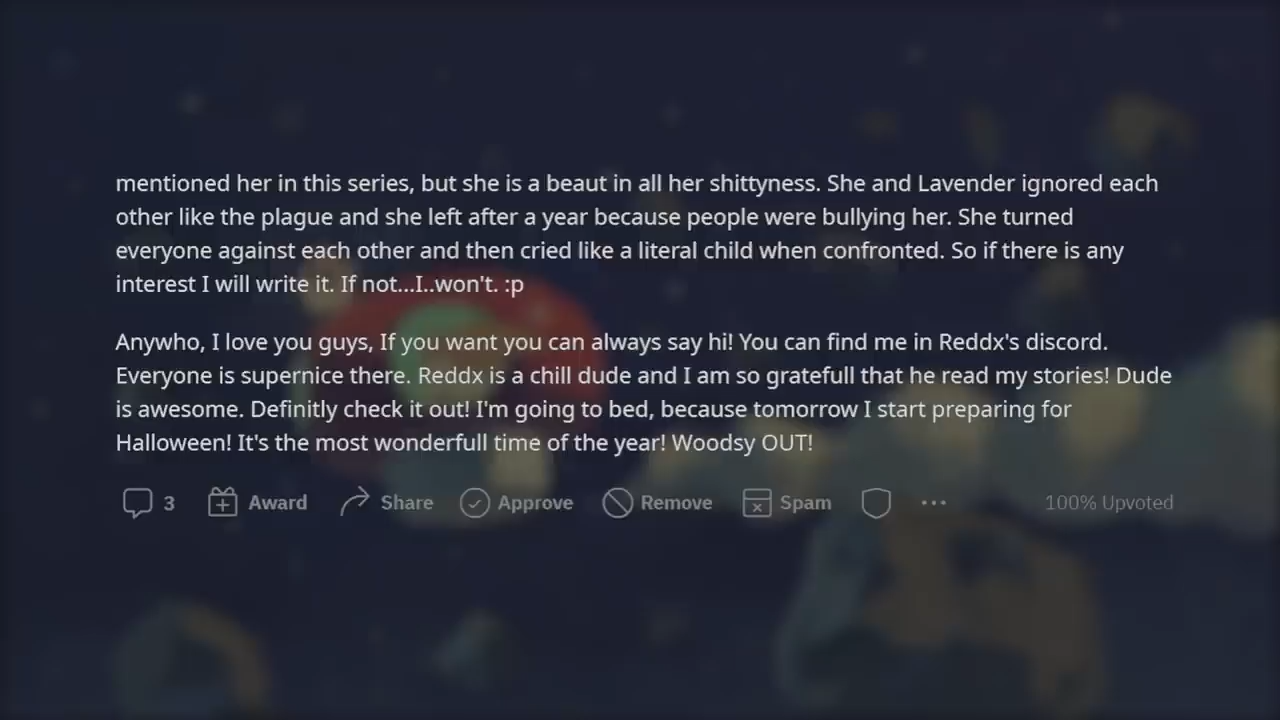 mentioned her in this series, but she is a beaut in all her shittyness. She and Lavender ignored each
other like the plague and she left after a year because people were bullying her. She turned
everyone against each other and then cried like a literal child when confronted. So if there is any
interest I will write it. If not...I..won't. :p
Anywho, I love you guys, If you want you can always say hi! You can find me in Reddx's discord.
Everyone is supernice there. Reddx is a chill dude and I am so gratefull that he read my stories! Dude
is awesome. Definitly check it out! I'm going to bed, because tomorrow I start preparing for
Halloween! It's the most wonderfull time of the year! Woodsy OUT!
3 Award Share Approve Remove Spam ... 100% Upvoted